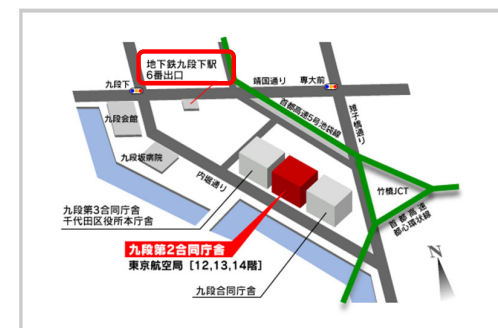 地下鉄九段下駅
6番出口
九段下
靖国通り
専大前
首都高速5号池袋線
雉子橋通り
九段会館
九段坂病院
内堀通り
竹橋JCT
首都高速
都心環状線
九段第3合同庁舎
千代田区役所本庁舎
九段第2合同庁舎
東京航空局［12,13,14階］
九段合同庁舎
N